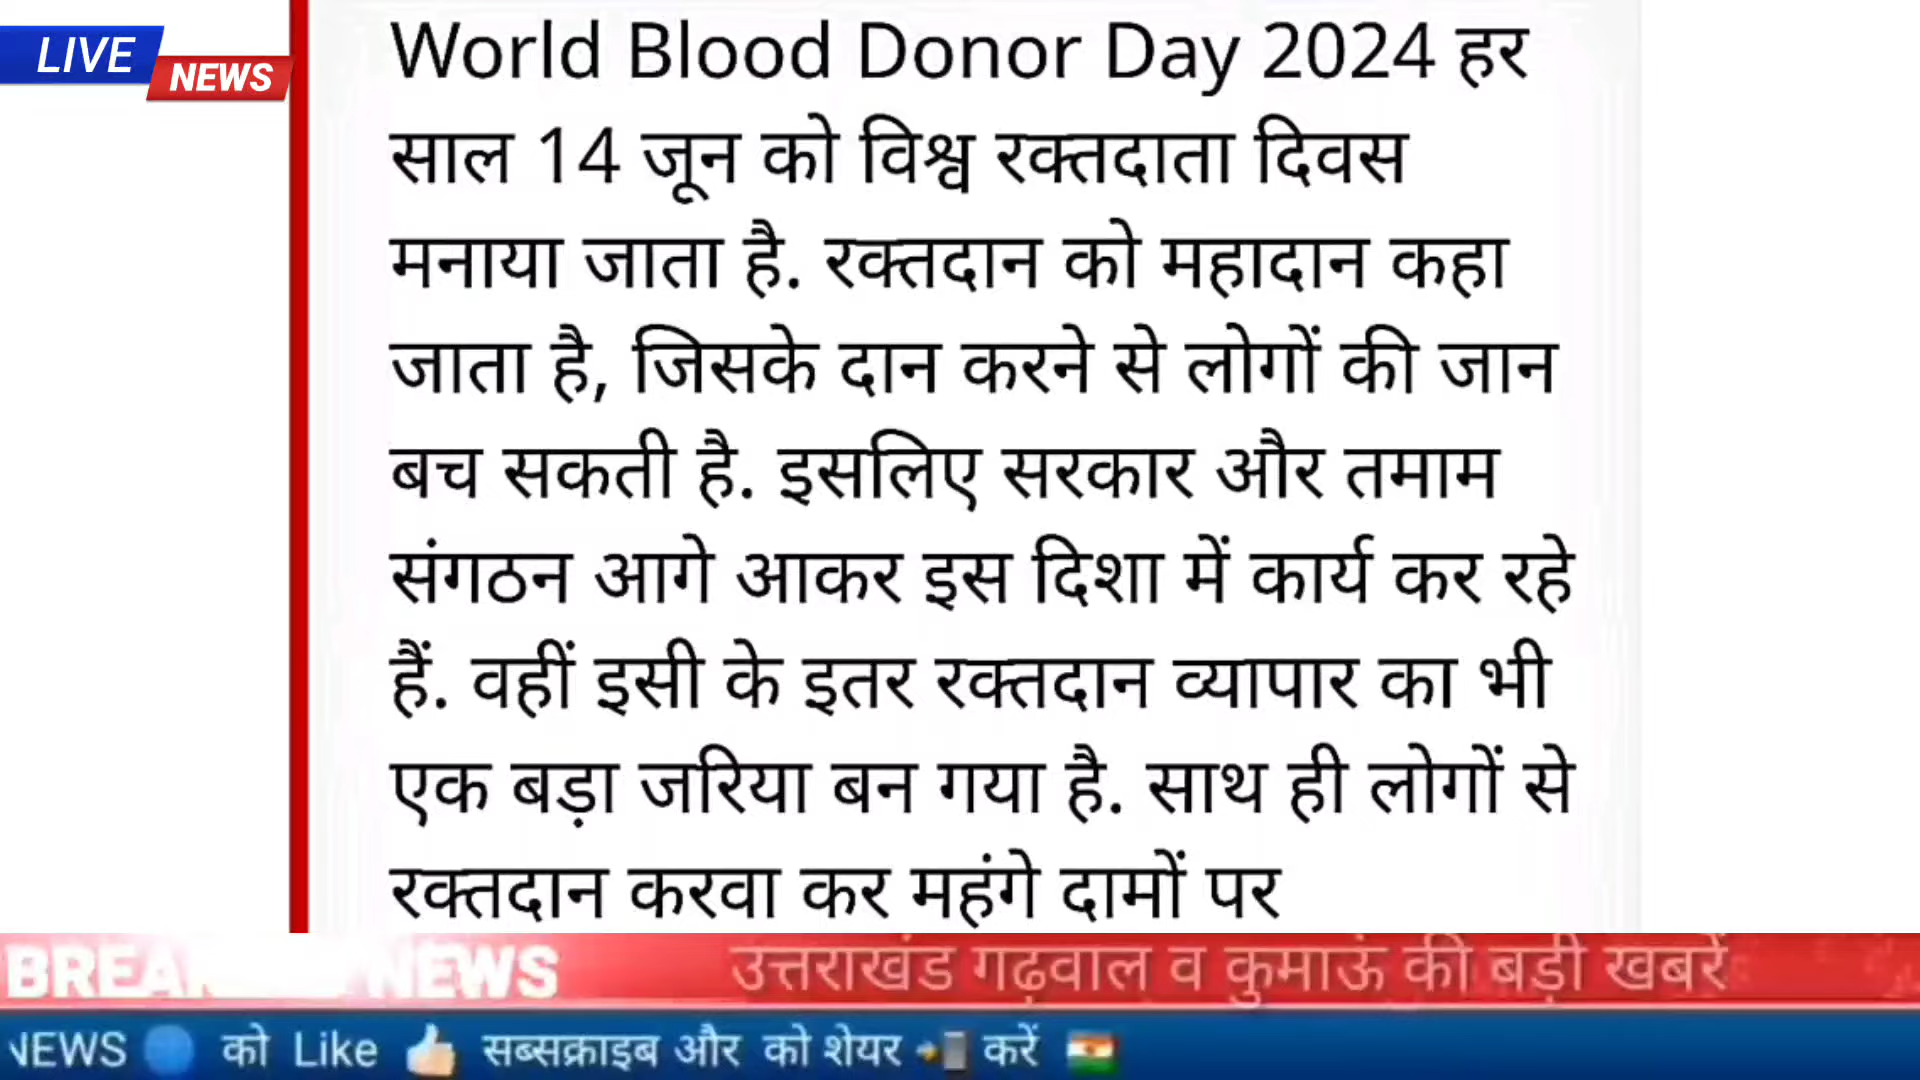 LIVE
NEWS
World Blood Donor Day 2024 हर
साल 14 जून को विश्व रक्तदाता दिवस
मनाया जाता है. रक्तदान को महादान कहा
जाता है, जिसके दान करने से लोगों की जान
बच सकती है. इसलिए सरकार और तमाम
संगठन आगे आकर इस दिशा में कार्य कर रहे
हैं. वहीं इसी के इतर रक्तदान व्यापार का भी
एक बड़ा जरिया बन गया है. साथ ही लोगों से
रक्तदान करवा कर महंगे दामों पर
BREAKING NEWS उत्तराखंड गढ़वाल व कुमाऊं की बड़ी खबरें
NEWS 🔵 को Like 👍🏻 सब्सक्राइब और को शेयर 📲 करें 🇮🇳